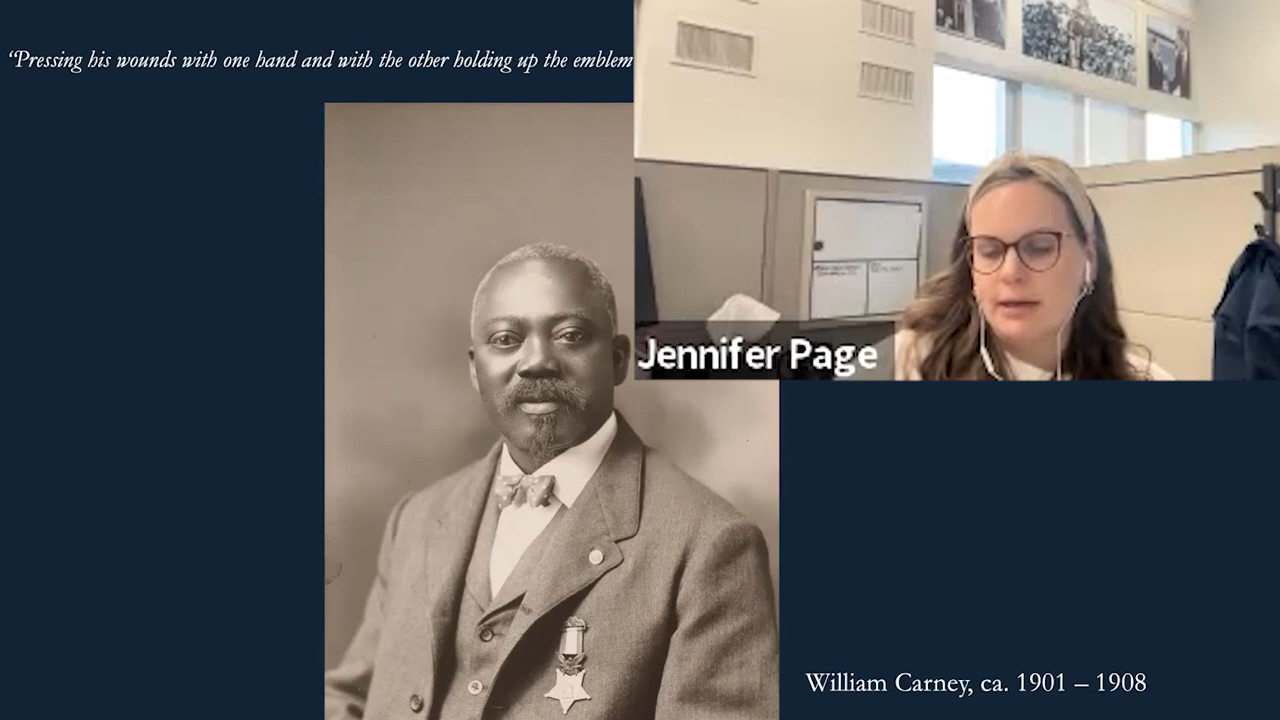 “Pressing his wounds with one hand and with the other holding up the emblem
Jennifer Page
William Carney, ca. 1901 – 1908